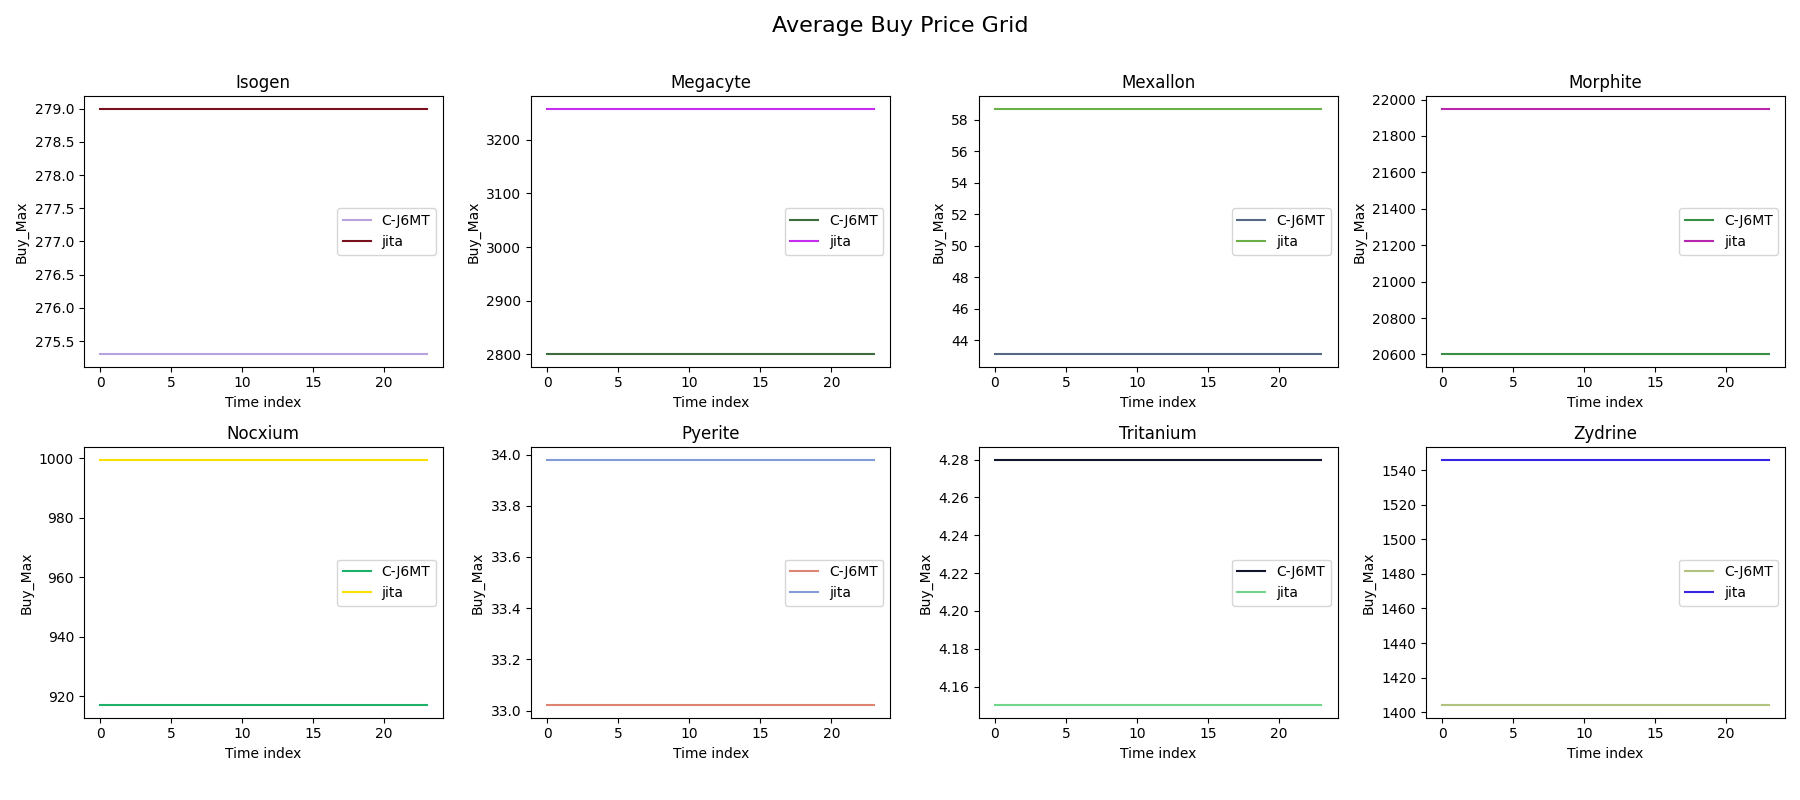 Average Buy Price Grid
Isogen
279.0
278.5
278.0
277.5
277.0
276.5
276.0
275.5
Buy_Max
C-J6MT
jita
0 5 10 15 20
Time index
Megacyte
3200
3100
3000
2900
2800
Buy_Max
C-J6MT
jita
0 5 10 15 20
Time index
Mexallon
58
56
54
52
50
48
46
44
Buy_Max
C-J6MT
jita
0 5 10 15 20
Time index
Morphite
22000
21800
21600
21400
21200
21000
20800
20600
Buy_Max
C-J6MT
jita
0 5 10 15 20
Time index
Nocxium
1000
980
960
940
920
Buy_Max
C-J6MT
jita
0 5 10 15 20
Time index
Pyerite
34.0
33.8
33.6
33.4
33.2
33.0
Buy_Max
C-J6MT
jita
0 5 10 15 20
Time index
Tritanium
4.28
4.26
4.24
4.22
4.20
4.18
4.16
Buy_Max
C-J6MT
jita
0 5 10 15 20
Time index
Zydrine
1540
1520
1500
1480
1460
1440
1420
1400
Buy_Max
C-J6MT
jita
0 5 10 15 20
Time index